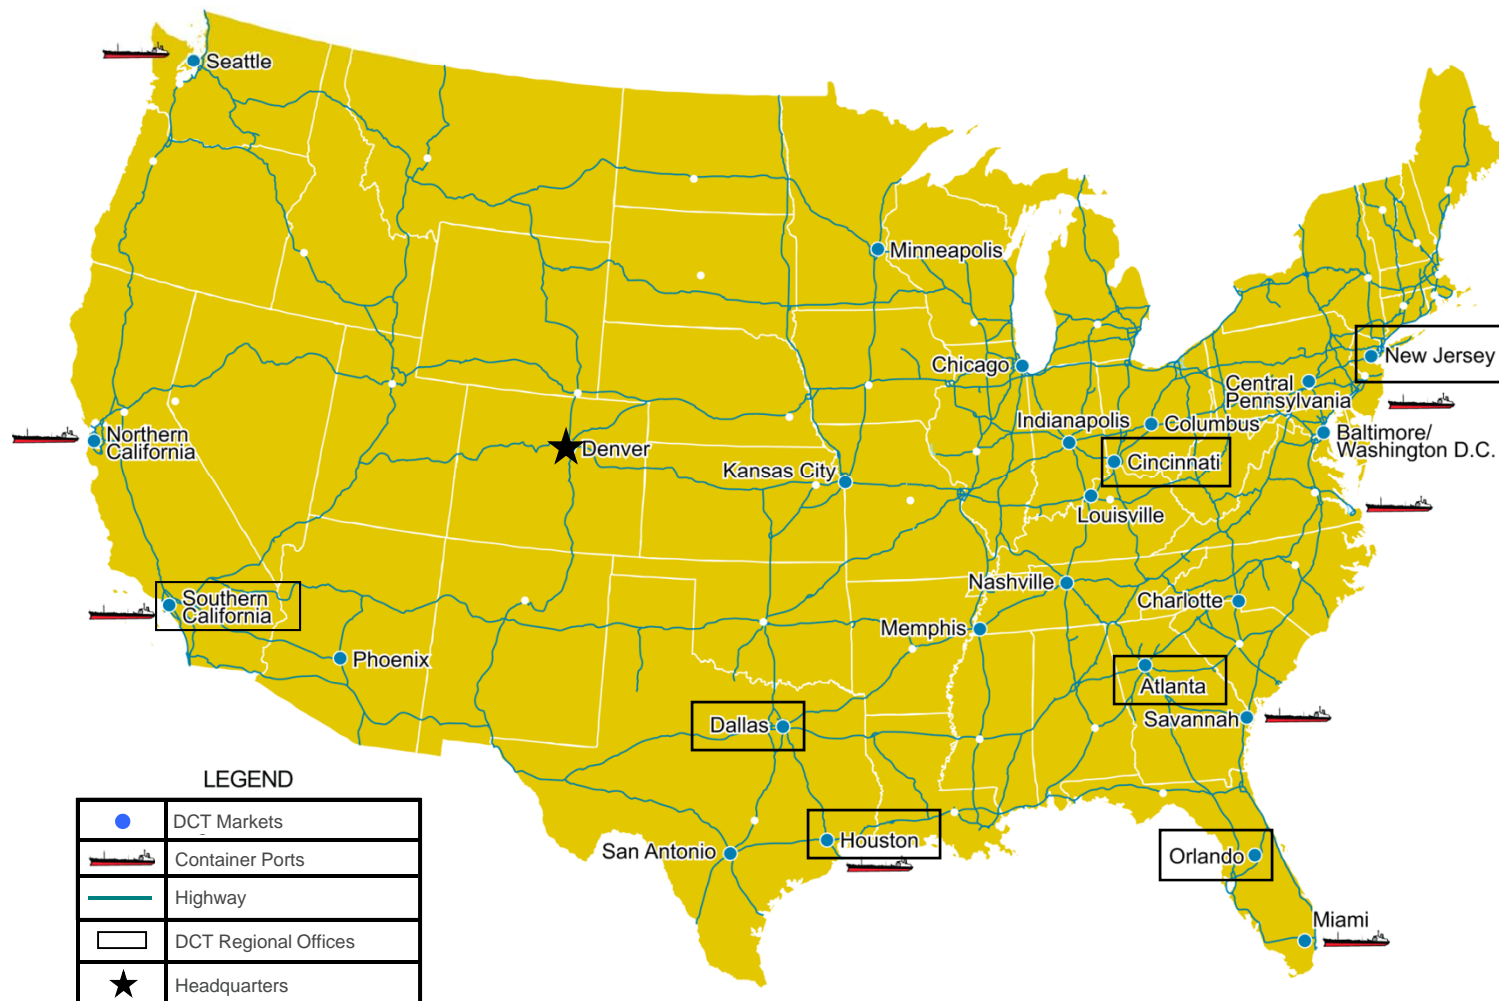 Seattle
Minneapolis
Chicago
New Jersey
Central
Pennsylvania
Indianapolis
Columbus
Baltimore/
Washington D.C.
Northern
California
Denver
Kansas City
Cincinnati
Louisville
Nashville
Charlotte
Southern
California
Memphis
Phoenix
Atlanta
Dallas
Savannah
Houston
San Antonio
Orlando
Miami
LEGEND
DCT Markets
Container Ports
Highway
DCT Regional Offices
Headquarters